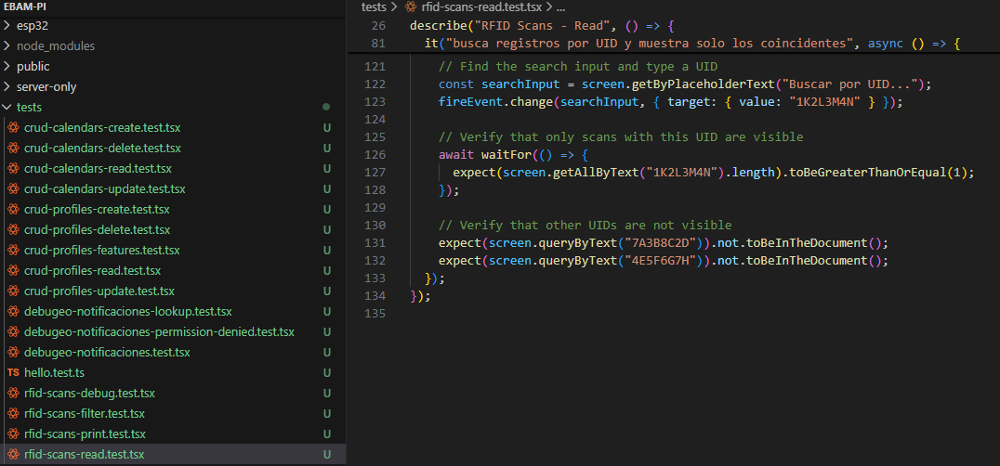 EBAM-PI
esp32
node_modules
public
server-only
tests
crud-calendars-create.test.tsx U
crud-calendars-delete.test.tsx U
crud-calendars-read.test.tsx U
crud-calendars-update.test.tsx U
crud-profiles-create.test.tsx U
crud-profiles-delete.test.tsx U
crud-profiles-features.test.tsx U
crud-profiles-read.test.tsx U
crud-profiles-update.test.tsx U
debugeo-notificaciones-lookup.test.tsx U
debugeo-notificaciones-permission-denied.test.tsx U
debugeo-notificaciones.test.tsx U
TS hello.test.ts U
rfid-scans-debug.test.tsx U
rfid-scans-filter.test.tsx U
rfid-scans-print.test.tsx U
rfid-scans-read.test.tsx U
tests > rfid-scans-read.test.tsx > ...
26 describe("RFID Scans - Read", () => {
81 it("busca registros por UID y muestra solo los coincidentes", async () => {
121 // Find the search input and type a UID
122 const searchInput = screen.getByPlaceholderText("Buscar por UID...");
123 fireEvent.change(searchInput, { target: { value: "1K2L3M4N" } });
124
125 // Verify that only scans with this UID are visible
126 await waitFor(() => {
127 expect(screen.getAllByText("1K2L3M4N").length).toBeGreaterThanOrEqual(1);
128 });
129
130 // Verify that other UIDs are not visible
131 expect(screen.queryByText("7A3B8C2D")).not.toBeInTheDocument();
132 expect(screen.queryByText("4E5F6G7H")).not.toBeInTheDocument();
133 });
134 });
135